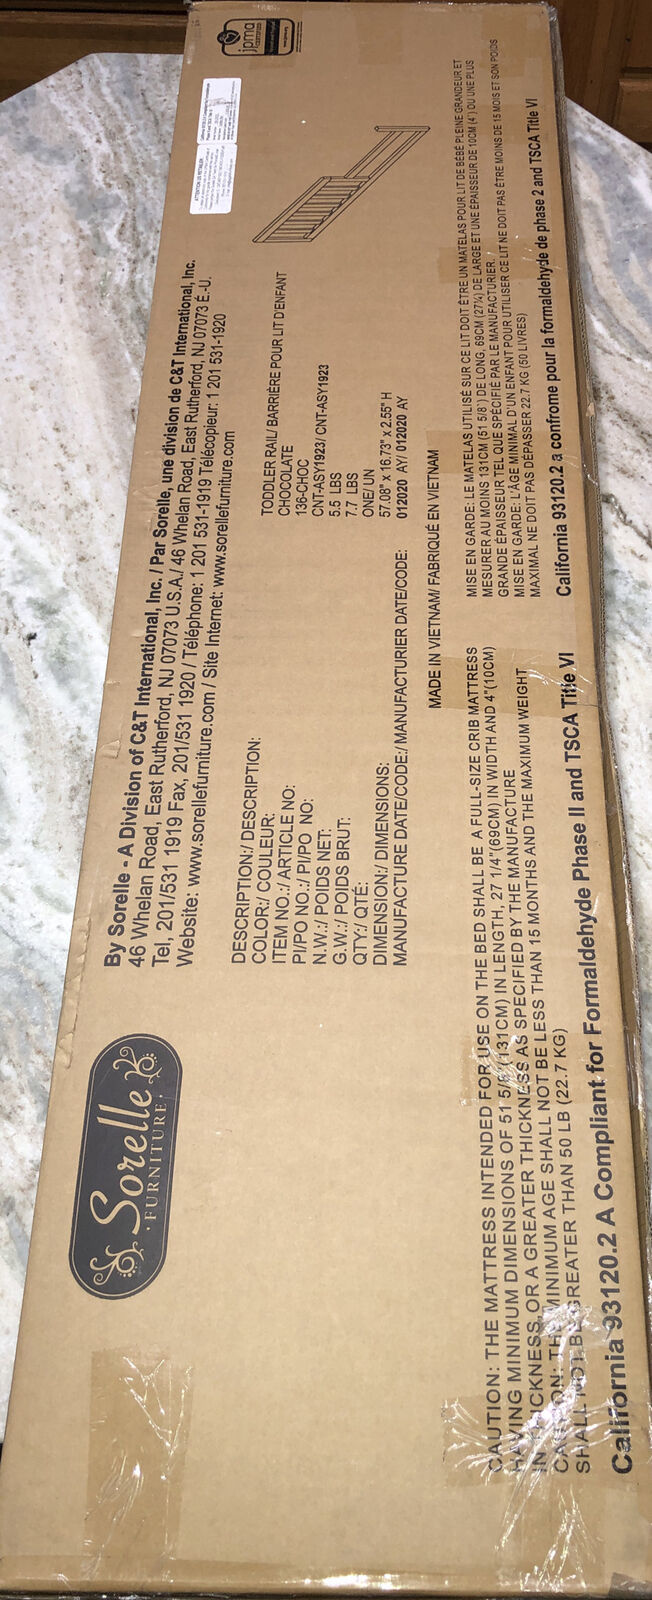 Sorelle
· FURNITURE ·
By Sorelle - A Division of C&T International, Inc. / Par Sorelle, une division de C&T International, Inc.
46 Whelan Road, East Rutherford, NJ 07073 U.S.A./ 46 Whelan Road, East Rutherford, NJ 07073 É.-U.
Tel, 201/531 1919 Fax, 201/531 1920 / Téléphone: 1 201 531-1919 Télécopieur: 1 201 531-1920
Website: www.sorellefurniture.com / Site Internet: www.sorellefurniture.com
jpma
ATTENTION US RETAILER:
DESCRIPTION:/ DESCRIPTION: TODDLER RAIL/ BARRIÈRE POUR LIT D'ENFANT
COLOR:/ COULEUR: CHOCOLATE
ITEM NO.:/ ARTICLE NO: 136-CHOC
PI/PO NO.:/ PI/PO NO: CNT-ASY1923/ CNT-ASY1923
N.W.:/ POIDS NET: 5.5 LBS
G.W.:/ POIDS BRUT: 7.7 LBS
QTY:/ QTÉ: ONE/UN
DIMENSION:/ DIMENSIONS: 57.08" x 16.73" x 2.55" H
MANUFACTURE DATE/CODE:/ MANUFACTURIER DATE/CODE: 012020 AY/ 012020 AY
MADE IN VIETNAM/ FABRIQUÉ EN VIETNAM
CAUTION: THE MATTRESS INTENDED FOR USE ON THE BED SHALL BE A FULL-SIZE CRIB MATTRESS
HAVING MINIMUM DIMENSIONS OF 51 5/8" (131CM) IN LENGTH, 27 1/4"(69CM) IN WIDTH AND 4"(10CM)
IN THICKNESS, OR A GREATER THICKNESS AS SPECIFIED BY THE MANUFACTURE
CAUTION: THE MINIMUM AGE SHALL NOT BE LESS THAN 15 MONTHS AND THE MAXIMUM WEIGHT
SHALL NOT BE GREATER THAN 50 LB (22.7 KG)
California 93120.2 A Compliant for Formaldehyde Phase II and TSCA Title VI
MISE EN GARDE: LE MATELAS UTILISÉ SUR CE LIT DOIT ÊTRE UN MATELAS POUR LIT DE BÉBÉ PLEINE GRANDEUR ET
MESURER AU MOINS 131CM (51 5/8") DE LONG, 69CM (27¼) DE LARGE ET UNE ÉPAISSEUR DE 10CM (4') OU UNE PLUS
GRANDE ÉPAISSEUR TEL QUE SPÉCIFIÉ PAR LE MANUFACTURIER.
MISE EN GARDE: L'ÂGE MINIMAL D'UN ENFANT POUR UTILISER CE LIT NE DOIT PAS ÊTRE MOINS DE 15 MOIS ET SON POIDS
MAXIMAL NE DOIT PAS DEPASSER 22.7 KG (50 LIVRES)
California 93120.2 a confrome pour la formaldehyde de phase 2 and TSCA Title VI